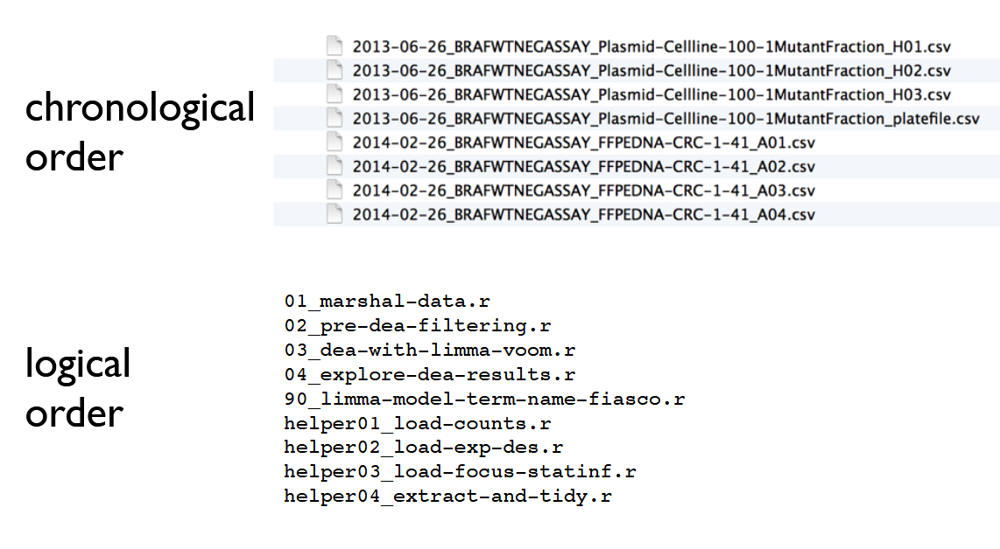 chronological
order
2013-06-26_BRAFWTNEGASSAY_Plasmid-Cellline-100-1MutantFraction_H01.csv
2013-06-26_BRAFWTNEGASSAY_Plasmid-Cellline-100-1MutantFraction_H02.csv
2013-06-26_BRAFWTNEGASSAY_Plasmid-Cellline-100-1MutantFraction_H03.csv
2013-06-26_BRAFWTNEGASSAY_Plasmid-Cellline-100-1MutantFraction_platefile.csv
2014-02-26_BRAFWTNEGASSAY_FFPEDNA-CRC-1-41_A01.csv
2014-02-26_BRAFWTNEGASSAY_FFPEDNA-CRC-1-41_A02.csv
2014-02-26_BRAFWTNEGASSAY_FFPEDNA-CRC-1-41_A03.csv
2014-02-26_BRAFWTNEGASSAY_FFPEDNA-CRC-1-41_A04.csv
logical
order
01_marshal-data.r
02_pre-dea-filtering.r
03_dea-with-limma-voom.r
04_explore-dea-results.r
90_limma-model-term-name-fiasco.r
helper01_load-counts.r
helper02_load-exp-des.r
helper03_load-focus-statinf.r
helper04_extract-and-tidy.r